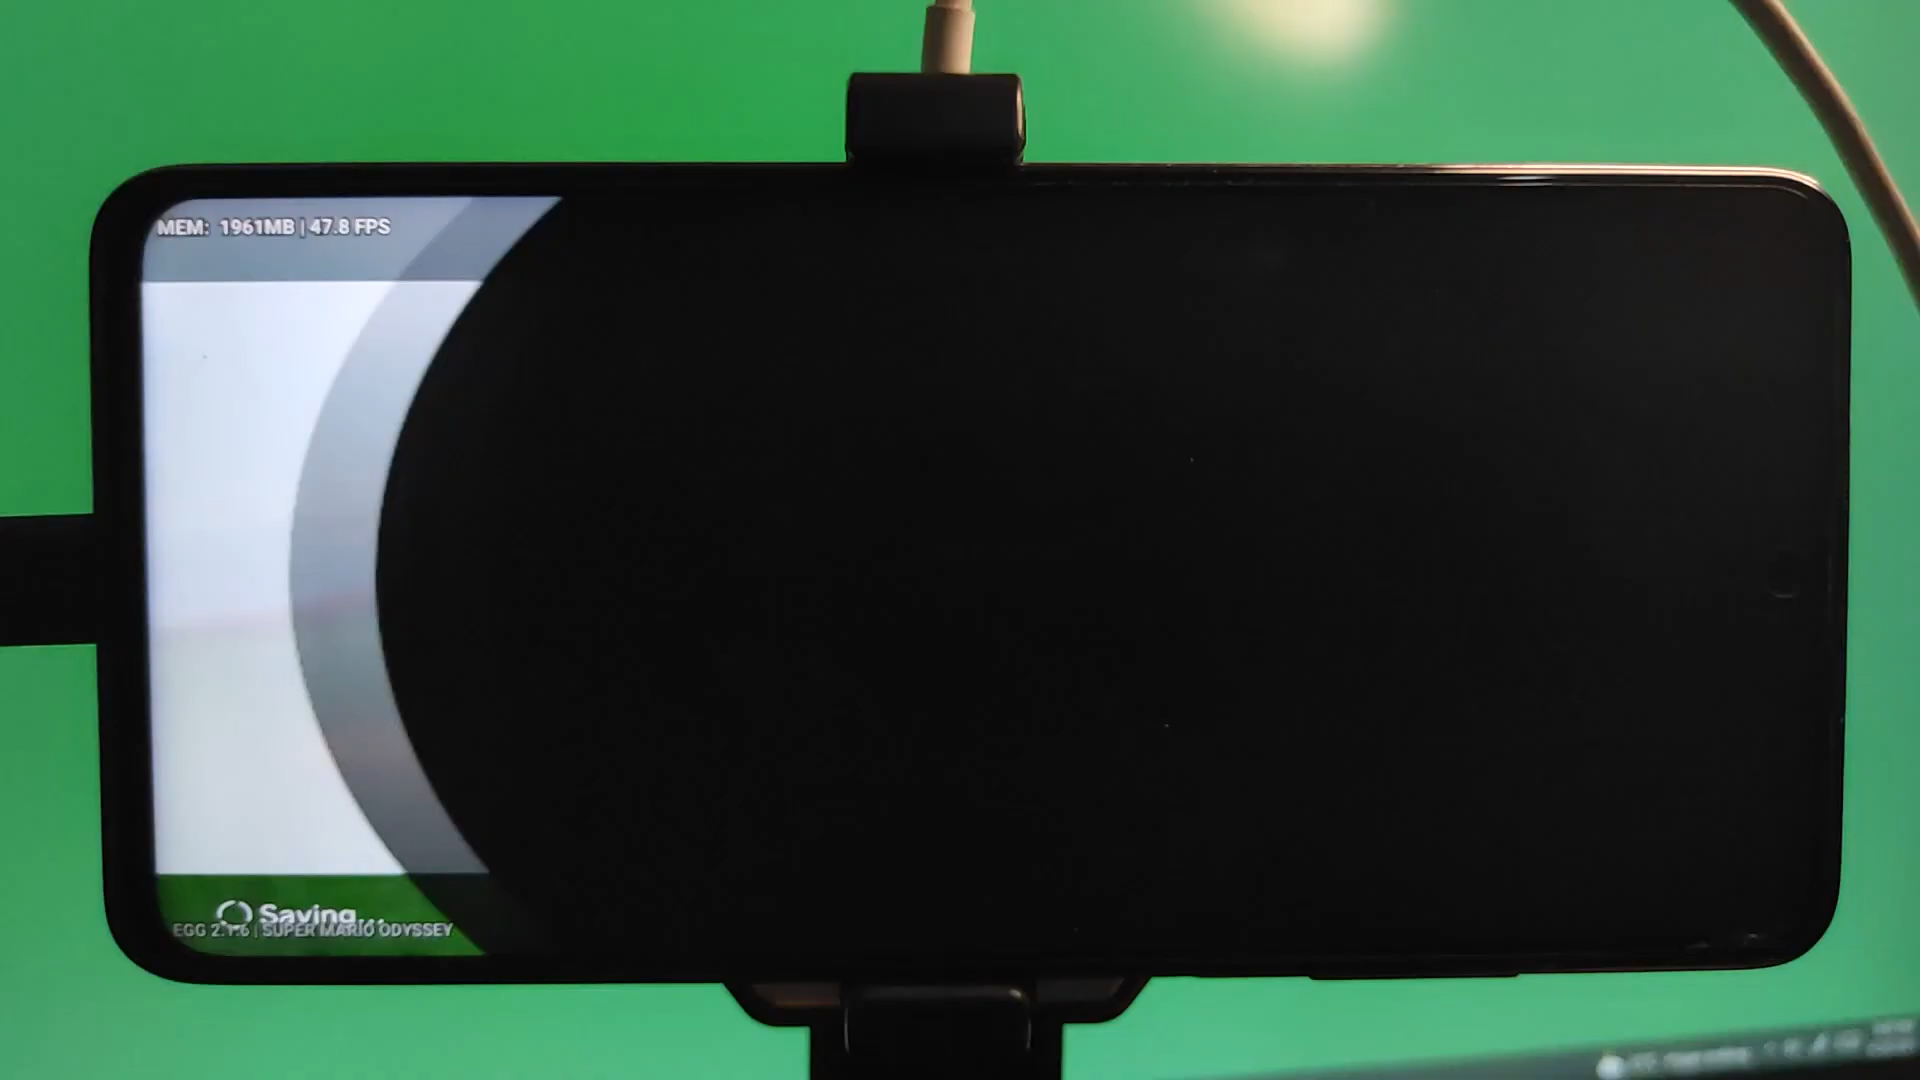 MEM: 1961MB | 47.8 FPS
Saving...
EGG 2.1.6 | SUPER MARIO ODYSSEY